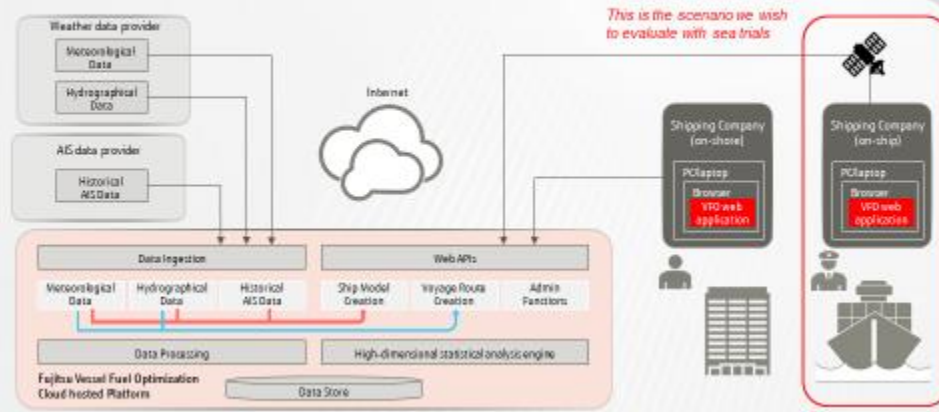 This is the scenario we wish
to evaluate with sea trials
Weather data provider
Meteorological
Data
Hydrographical
Data
AIS data provider
Historical
AIS Data
Internet
Shipping Company
(on-shore)
PC/laptop
Browser
VFO web
application
Shipping Company
(on-ship)
PC/laptop
Browser
VFO web
application
Data Ingestion
Web APIs
Meteorological
Data
Hydrographical
Data
Historical
AIS Data
Ship Model
Creation
Voyage Route
Creation
Admin
Functions
Data Processing
High-dimensional statistical analysis engine
Fujitsu Vessel Fuel Optimization
Cloud hosted Platform
Data Store